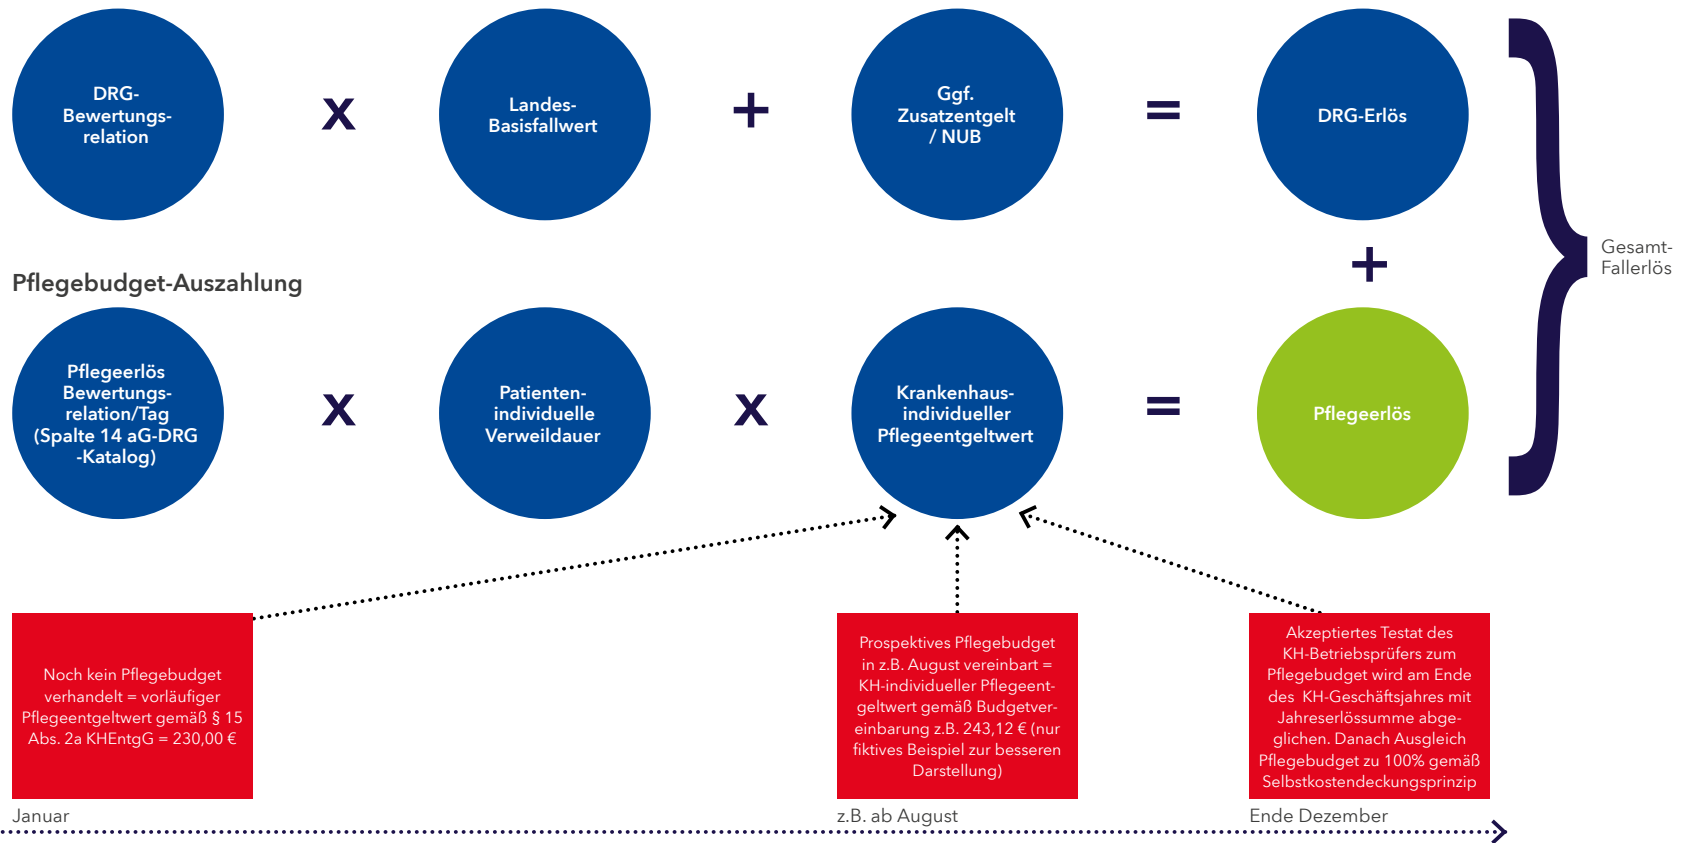 DRG-
Bewertungs-
relation
x
Landes-
Basisfallwert
+
Ggf.
Zusatzentgelt
/ NUB
=
DRG-Erlös
+
Gesamt-
Fallerlös
Pflegebudget-Auszahlung
Pflegeerlös
Bewertungs-
relation/Tag
(Spalte 14 aG-DRG
-Katalog)
x
Patienten-
individuelle
Verweildauer
x
Krankenhaus-
individueller
Pflegeentgeltwert
=
Pflegeerlös
Noch kein Pflegebudget
verhandelt = vorläufiger
Pflegeentgeltwert gemäß § 15
Abs. 2a KHEntgG = 230,00 €
Prospektives Pflegebudget
in z.B. August vereinbart =
KH-individueller Pflegeent-
geltwert gemäß Budgetver-
einbarung z.B. 243,12 € (nur
fiktives Beispiel zur besseren
Darstellung)
Akzeptiertes Testat des
KH-Betriebsprüfers zum
Pflegebudget wird am Ende
des KH-Geschäftsjahres mit
Jahreserlössumme abge-
glichen. Danach Ausgleich
Pflegebudget zu 100% gemäß
Selbstkostendeckungsprinzip
Januar
z.B. ab August
Ende Dezember